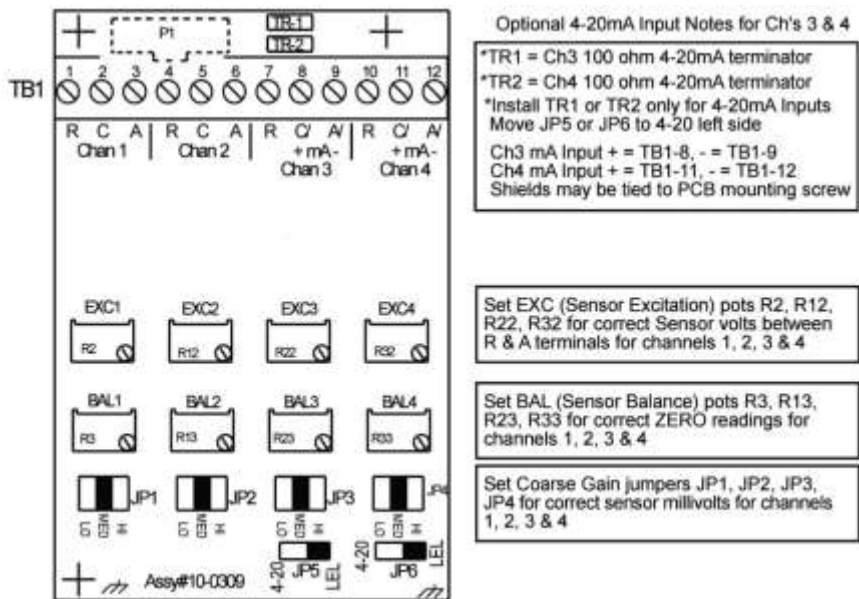 TR-1
TR-2
P1
TB1
1 2 3 4 5 6 7 8 9 10 11 12
R C A R C A R C/ A/ R C/ A/
+ mA - + mA -
Chan 1 Chan 2 Chan 3 Chan 4
EXC1 EXC2 EXC3 EXC4
R2 R12 R22 R32
BAL1 BAL2 BAL3 BAL4
R3 R13 R23 R33
JP1 JP2 JP3 JP4
LO MED HI LO MED HI LO MED HI LO MED HI
4-20 JP5 LEL 4-20 JP6 LEL
Assy#10-0309
Optional 4-20mA Input Notes for Ch's 3 & 4
*TR1 = Ch3 100 ohm 4-20mA terminator
*TR2 = Ch4 100 ohm 4-20mA terminator
*Install TR1 or TR2 only for 4-20mA Inputs
Move JP5 or JP6 to 4-20 left side
Ch3 mA Input + = TB1-8, - = TB1-9
Ch4 mA Input + = TB1-11, - = TB1-12
Shields may be tied to PCB mounting screw
Set EXC (Sensor Excitation) pots R2, R12,
R22, R32 for correct Sensor volts between
R & A terminals for channels 1, 2, 3 & 4
Set BAL (Sensor Balance) pots R3, R13,
R23, R33 for correct ZERO readings for
channels 1, 2, 3 & 4
Set Coarse Gain jumpers JP1, JP2, JP3,
JP4 for correct sensor millivolts for channels
1, 2, 3 & 4